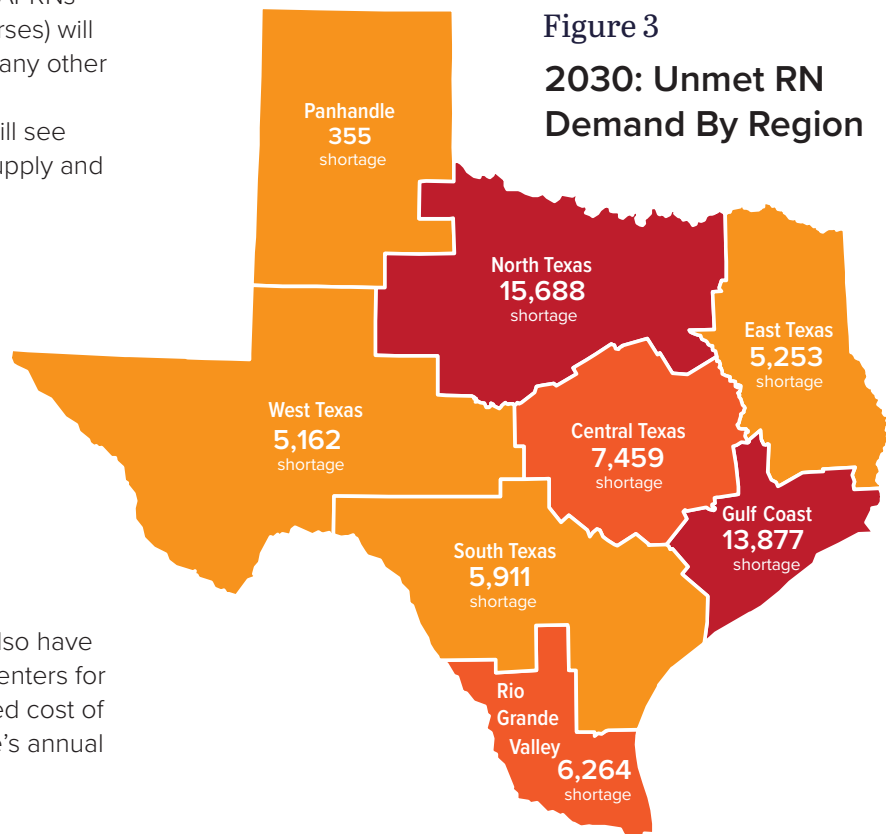 APRNs
rses) will
any other
ill see
upply and
lso have
enters for
ed cost of
e's annual
Figure 3
2030: Unmet RN
Demand By Region
Panhandle
355
shortage
North Texas
15,688
shortage
East Texas
5,253
shortage
West Texas
5,162
shortage
Central Texas
7,459
shortage
Gulf Coast
13,877
shortage
South Texas
5,911
shortage
Rio
Grande
Valley
6,264
shortage